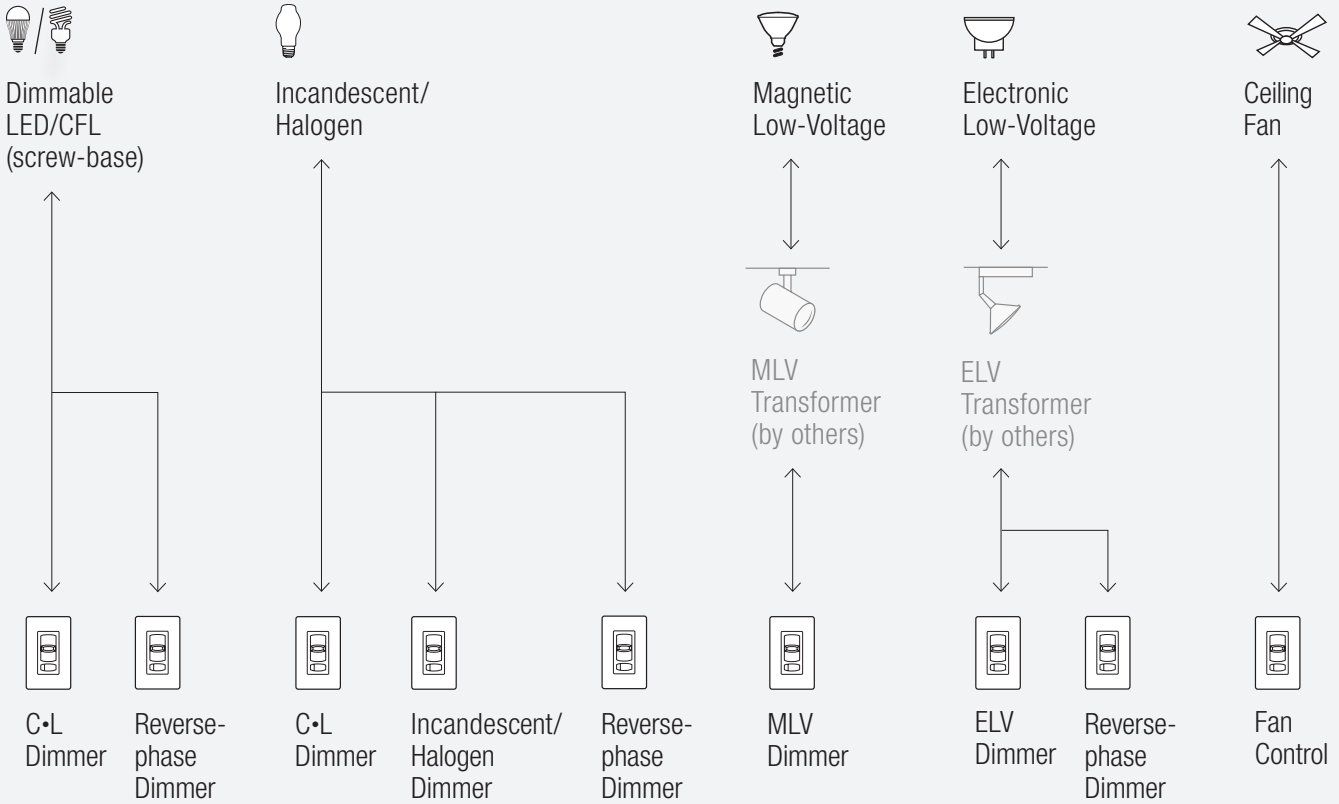 Dimmable
LED/CFL
(screw-base)
Incandescent/
Halogen
Magnetic
Low-Voltage
Electronic
Low-Voltage
Ceiling
Fan
MLV
Transformer
(by others)
ELV
Transformer
(by others)
C•L
Dimmer
Reverse-
phase
Dimmer
C•L
Dimmer
Incandescent/
Halogen
Dimmer
Reverse-
phase
Dimmer
MLV
Dimmer
ELV
Dimmer
Reverse-
phase
Dimmer
Fan
Control